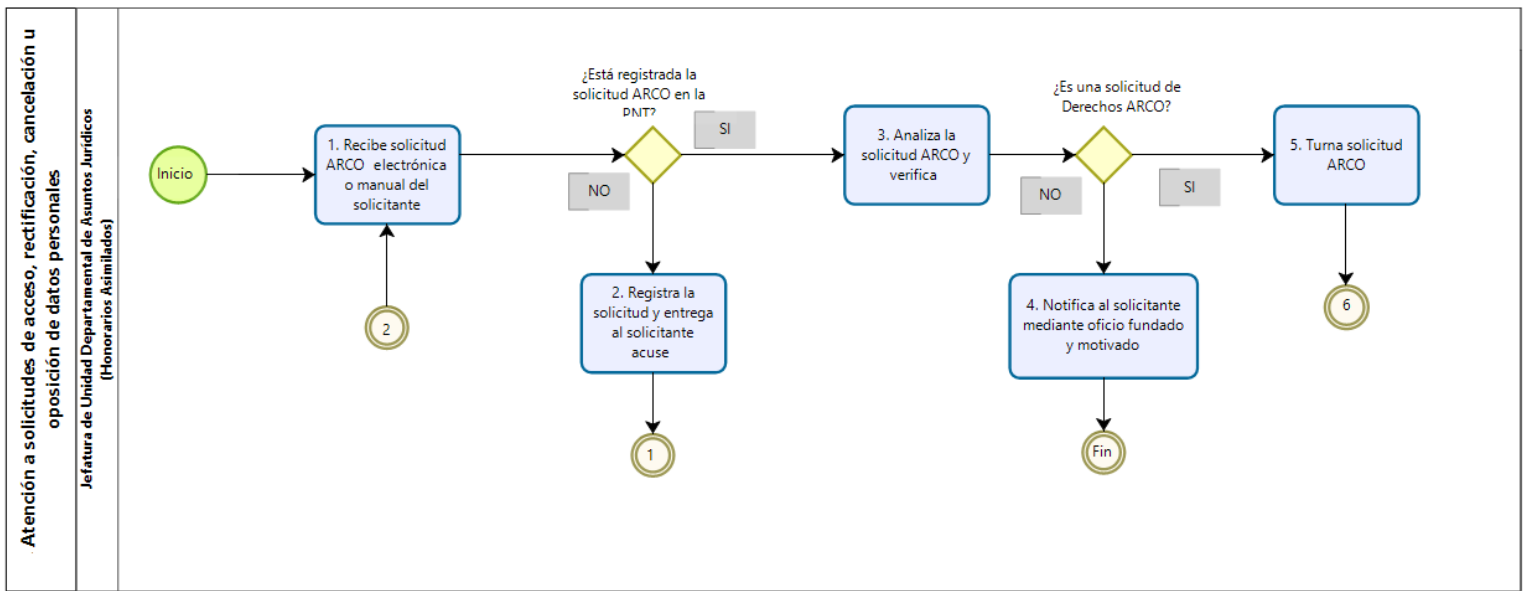 Atención a solicitudes de acceso, rectificación, cancelación u
oposición de datos personales
Jefatura de Unidad Departamental de Asuntos Jurídicos
(Honorarios Asimilados)
Inicio
1. Recibe solicitud
ARCO electrónica
o manual del
solicitante
2
¿Está registrada la
solicitud ARCO en la
PNT?
SI
NO
2. Registra la
solicitud y entrega
al solicitante
acuse
1
3. Analiza la
solicitud ARCO y
verifica
¿Es una solicitud de
Derechos ARCO?
NO
SI
4. Notifica al solicitante
mediante oficio fundado
y motivado
Fin
5. Turna solicitud
ARCO
6